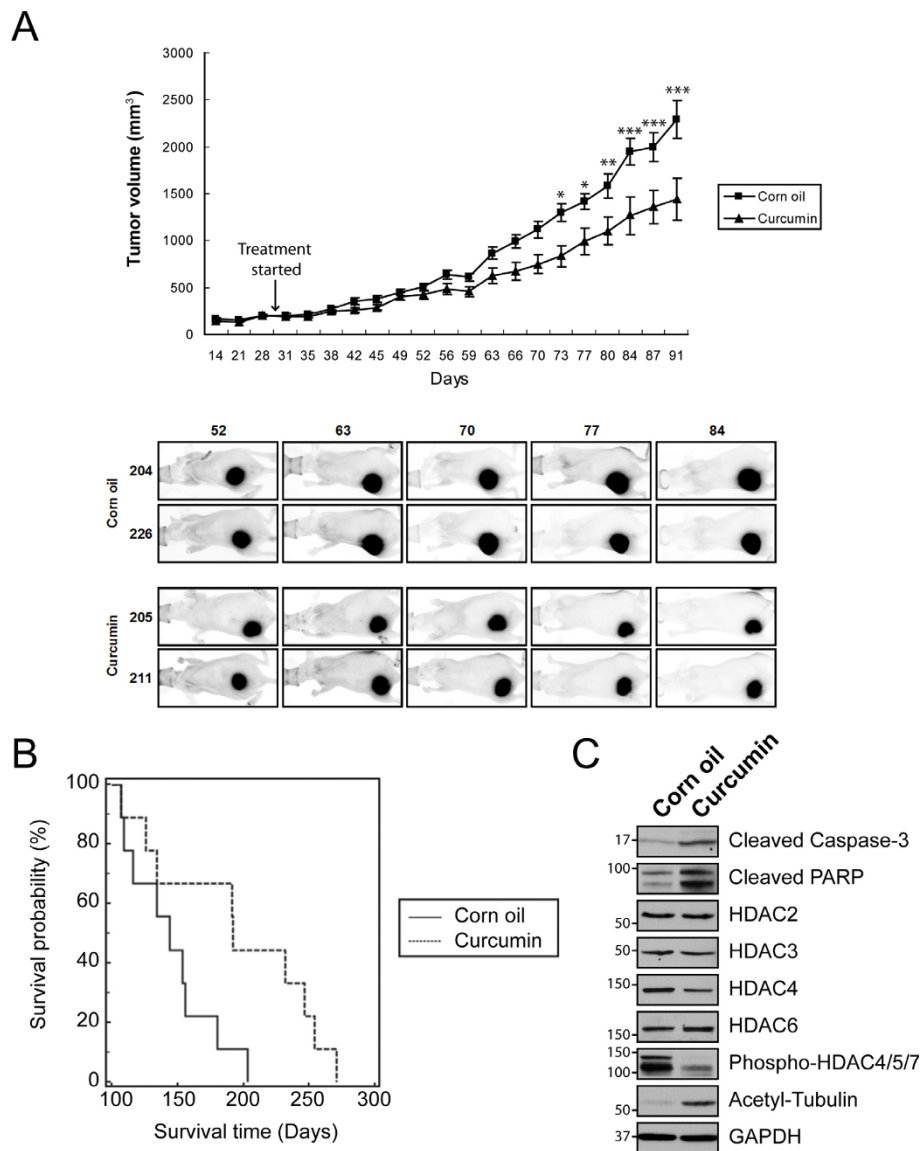 A
Tumor volume (mm³)
3000
2500
2000
1500
1000
500
0
Treatment
started
* * ** *** *** ***
Corn oil
Curcumin
14 21 28 31 35 38 42 45 49 52 56 59 63 66 70 73 77 80 84 87 91
Days
52 63 70 77 84
Corn oil
204
226
Curcumin
205
211
B
Survival probability (%)
100
80
60
40
20
0
100 200 150 300
Survival time (Days)
Corn oil
Curcumin
C
Corn oil Curcumin
17 Cleaved Caspase-3
100 Cleaved PARP
50 HDAC2
50 HDAC3
150 HDAC4
150 HDAC6
150
100 Phospho-HDAC4/5/7
50 Acetyl-Tubulin
37 GAPDH